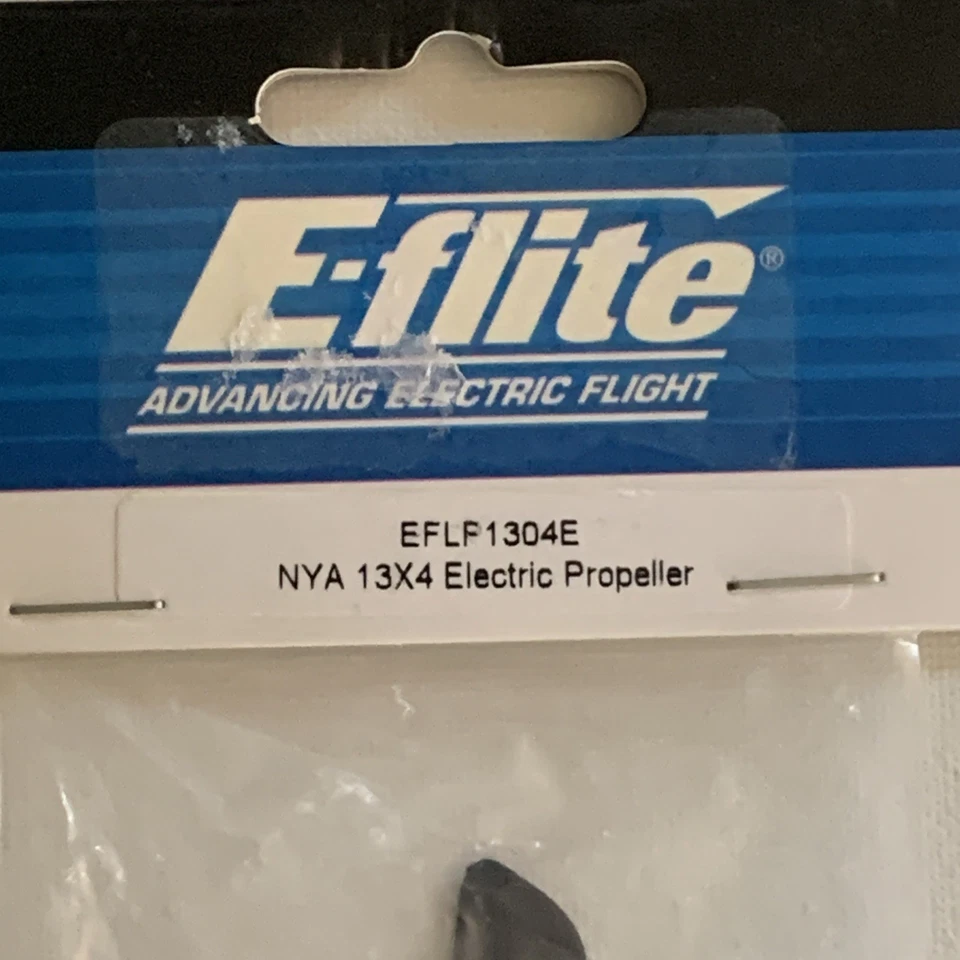 E-flite®
ADVANCING ELECTRIC FLIGHT
EFLP1304E
NYA 13X4 Electric Propeller